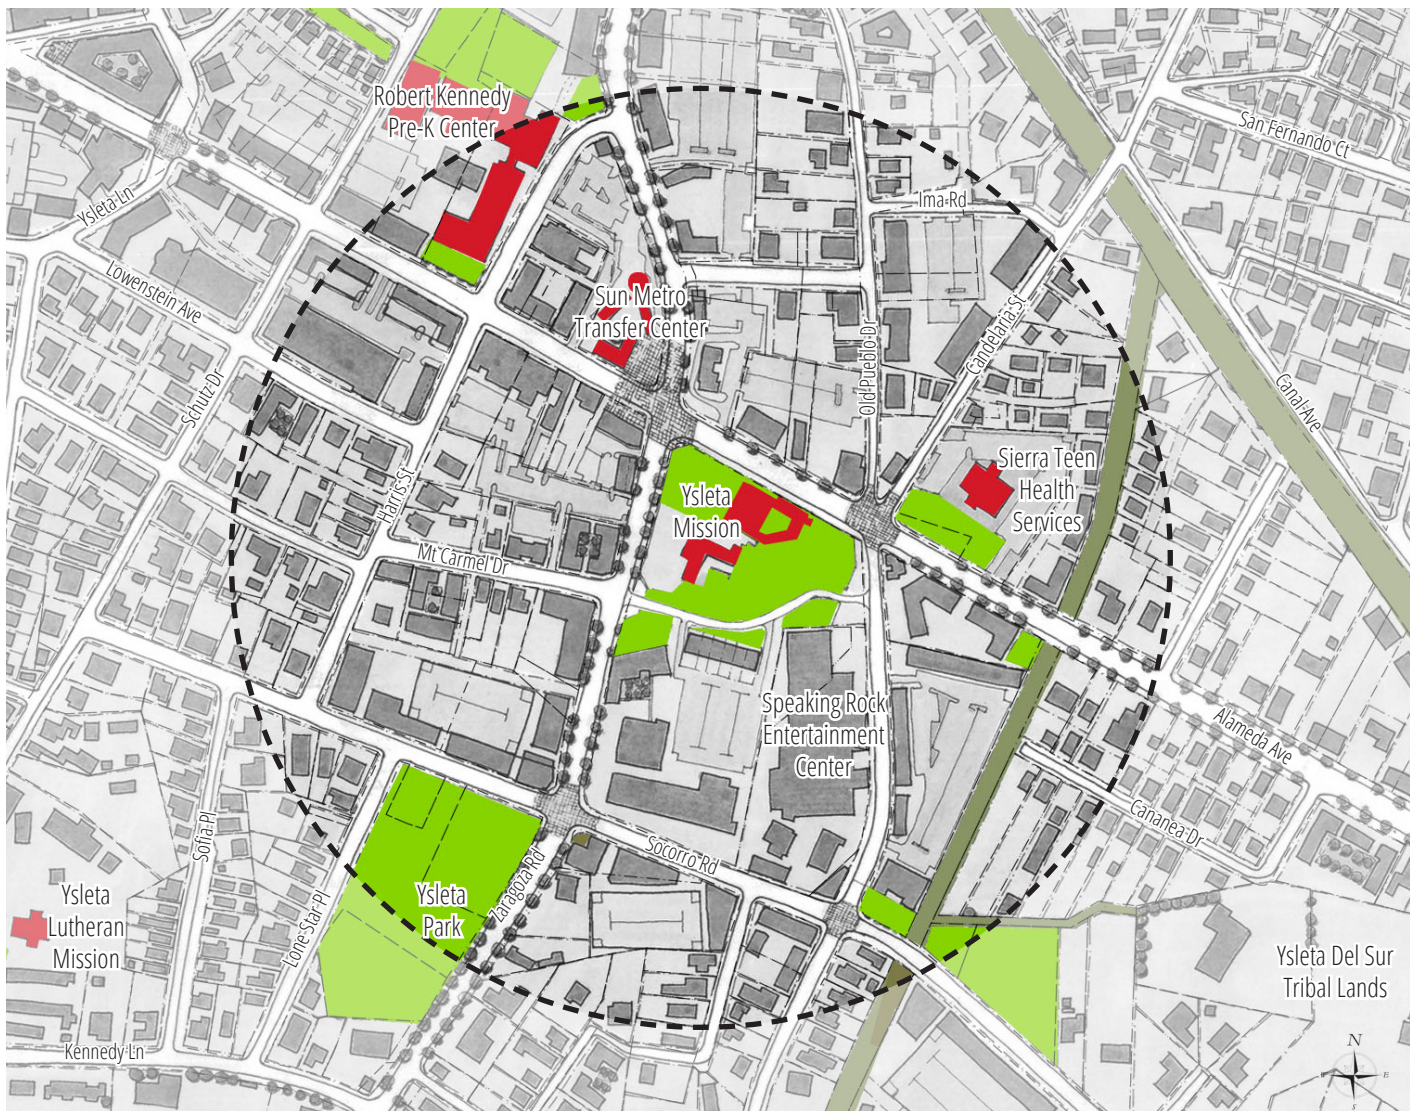 Robert Kennedy
Pre-K Center
San Fernando Ct
Ysleta Ln
Ima Rd
Lowenstein Ave
Sun Metro
Transfer Center
Old Pueblo Dr
Candelaria St
Canal Ave
Schutz Dr
Harris St
Ysleta
Mission
Sierra Teen
Health
Services
Mt Carmel Dr
Speaking Rock
Entertainment
Center
Alameda Ave
Cananea Dr
Sofia Pl
Socorro Rd
Zaragoza Rd
Ysleta
Park
Lone Star Pl
Ysleta
Lutheran
Mission
Ysleta Del Sur
Tribal Lands
Kennedy Ln
N
E